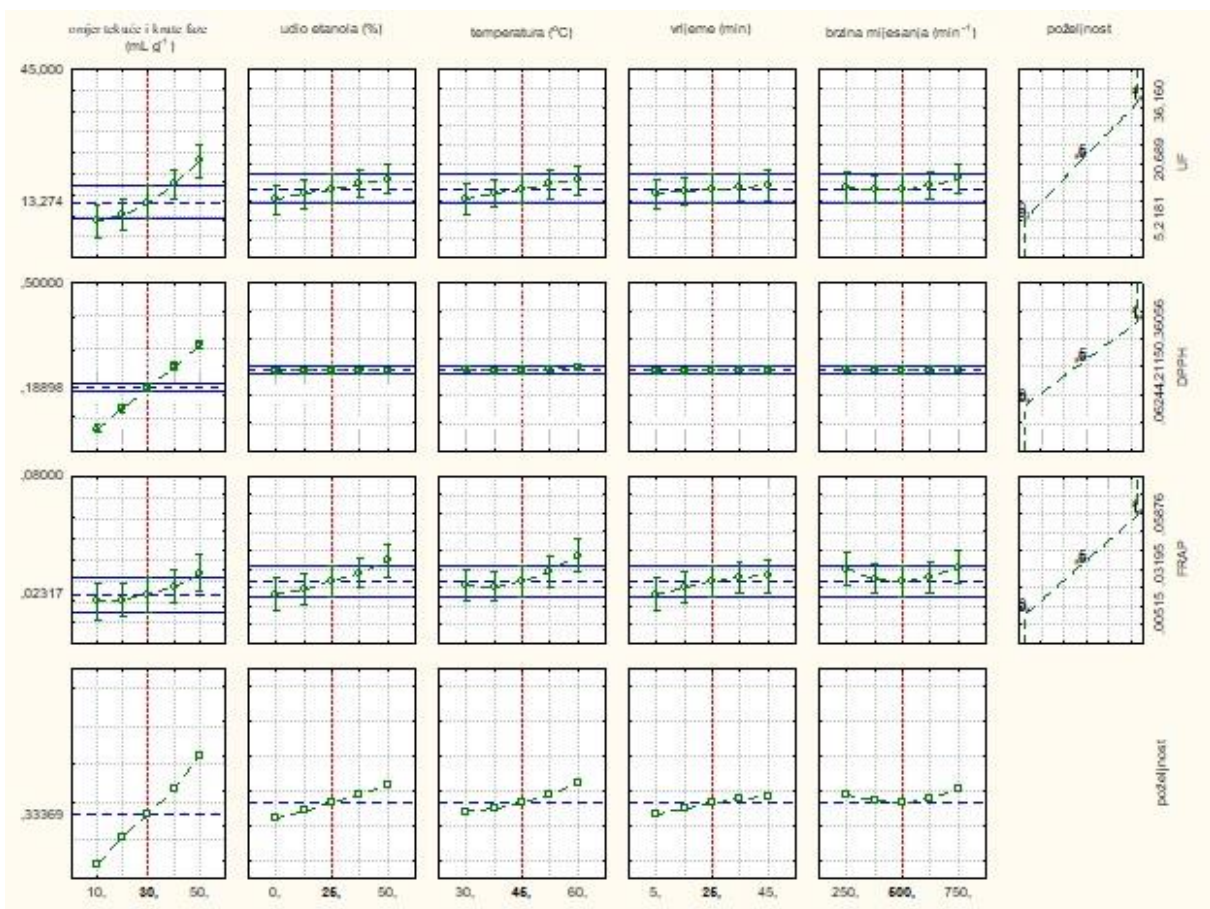 omjer tekuće i krute faze
(mL g⁻¹)
udio etanola (%)
temperatura (°C)
vrijeme (min)
brzina miješanja (min⁻¹)
poželjnost
45,000
13,274
5,2181 20,689 36,160
,50000
,18898
,06244 ,21150 ,36056
DPPH
,08000
,02317
,00515 ,03195 ,05876
FRAP
,33369
poželjnost
10, 30, 50,
0, 25, 50,
30, 45, 60,
5, 25, 45,
250, 500, 750,